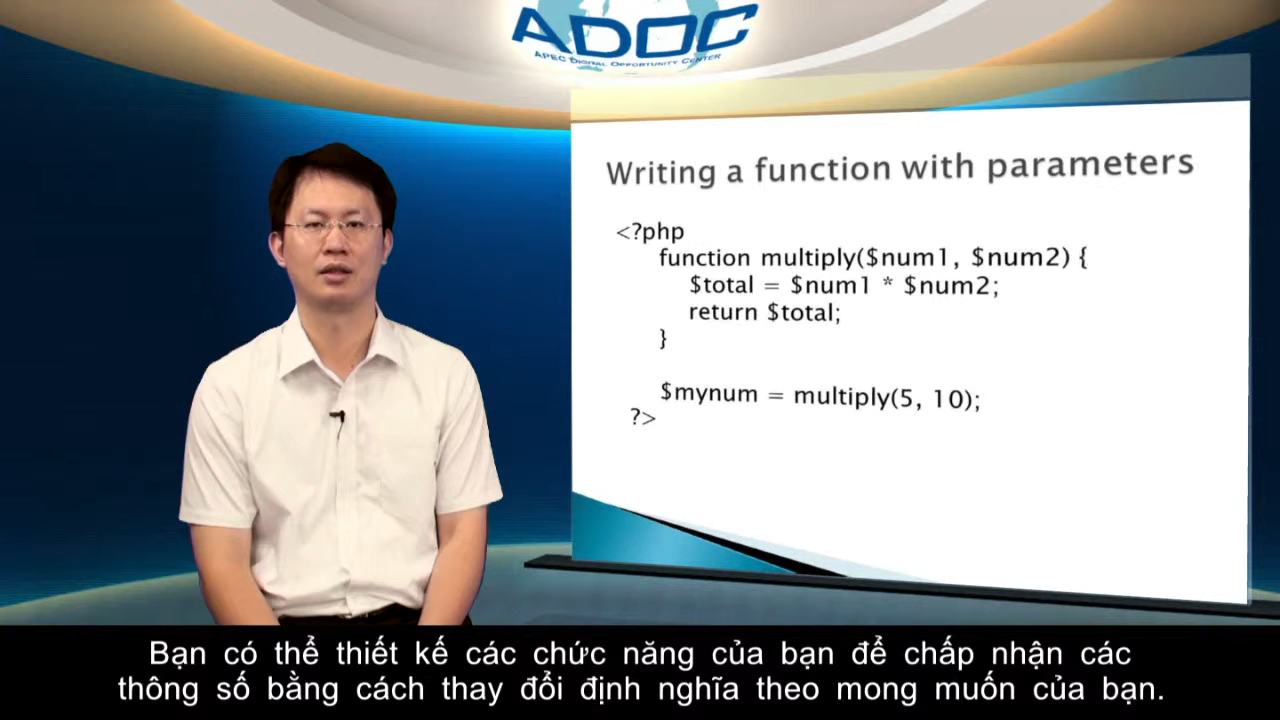 ADOC
APEC DIGITAL OPPORTUNITY CENTER
Writing a function with parameters
<?php
function multiply($num1, $num2) {
$total = $num1 * $num2;
return $total;
}
$mynum = multiply(5, 10);
?>
Bạn có thể thiết kế các chức năng của bạn để chấp nhận các
thông số bằng cách thay đổi định nghĩa theo mong muốn của bạn.